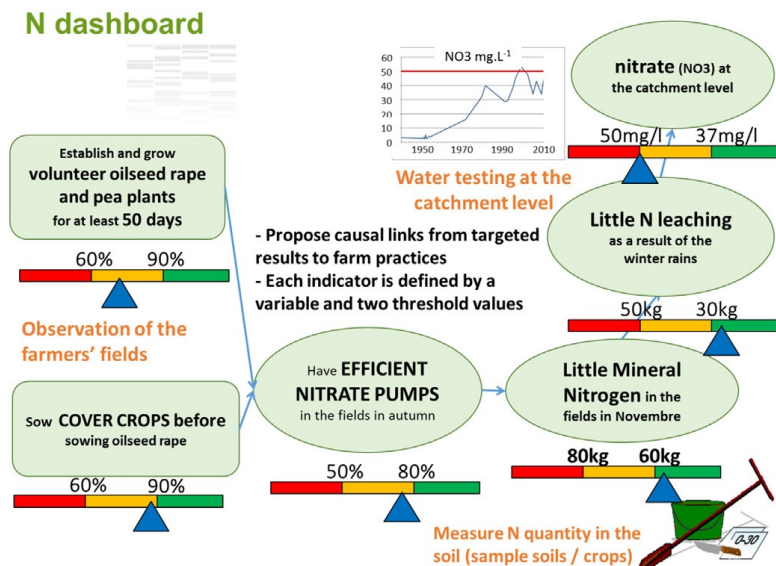 N dashboard
NO3 mg.L-1
60
50
40
30
20
10
0
1950
1970
1990
2010
Water testing at the
catchment level
nitrate (NO3) at
the catchment level
50mg/l
37mg/l
Establish and grow
volunteer oilseed rape
and pea plants
for at least 50 days
60%
90%
Observation of the
farmers' fields
- Propose causal links from targeted
results to farm practices
- Each indicator is defined by a
variable and two threshold values
Little N leaching
as a result of the
winter rains
50kg
30kg
Sow COVER CROPS before
sowing oilseed rape
60%
90%
Have EFFICIENT
NITRATE PUMPS
in the fields in autumn
50%
80%
Little Mineral
Nitrogen in the
fields in Novembre
80kg
60kg
Measure N quantity in the
soil (sample soils / crops)
0-30